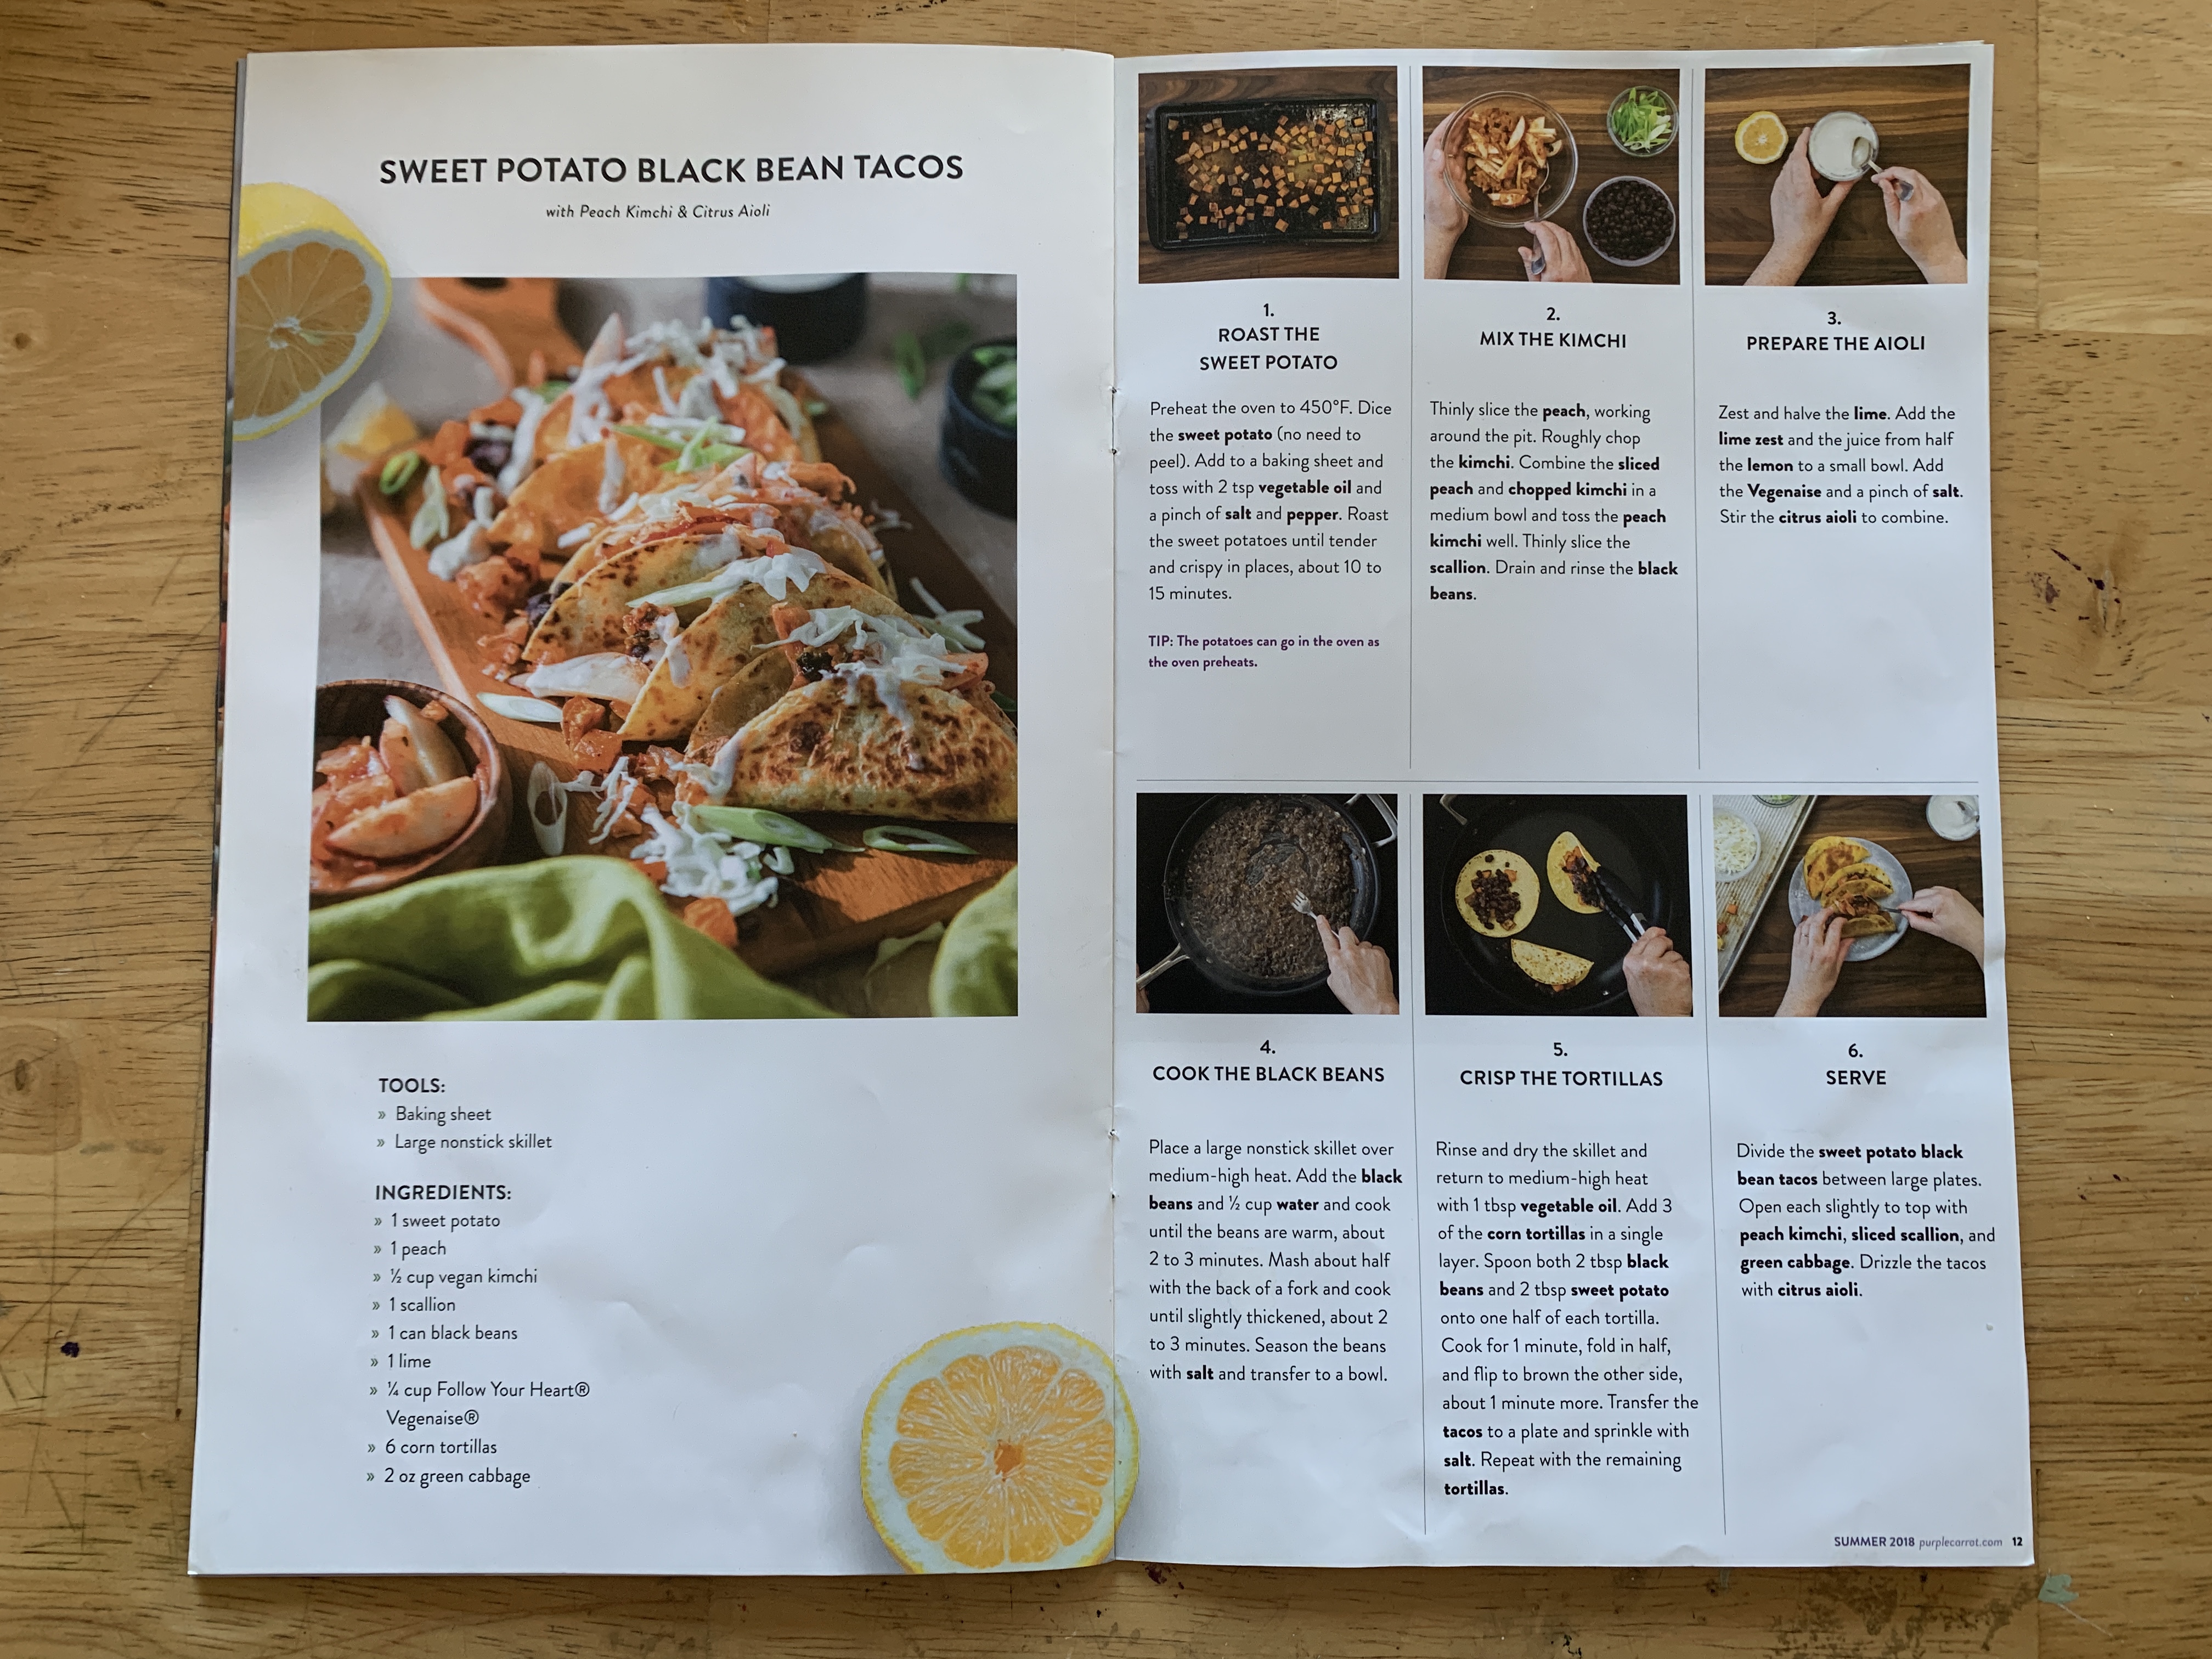 SWEET POTATO BLACK BEAN TACOS
with Peach Kimchi & Citrus Aioli
TOOLS:
» Baking sheet
» Large nonstick skillet
INGREDIENTS:
» 1 sweet potato
» 1 peach
» ½ cup vegan kimchi
» 1 scallion
» 1 can black beans
» 1 lime
» ¼ cup Follow Your Heart®
Vegenaise®
» 6 corn tortillas
» 2 oz green cabbage
1.
ROAST THE
SWEET POTATO
Preheat the oven to 450°F. Dice
the sweet potato (no need to
peel). Add to a baking sheet and
toss with 2 tsp vegetable oil and
a pinch of salt and pepper. Roast
the sweet potatoes until tender
and crispy in places, about 10 to
15 minutes.
TIP: The potatoes can go in the oven as
the oven preheats.
2.
MIX THE KIMCHI
Thinly slice the peach, working
around the pit. Roughly chop
the kimchi. Combine the sliced
peach and chopped kimchi in a
medium bowl and toss the peach
kimchi well. Thinly slice the
scallion. Drain and rinse the black
beans.
3.
PREPARE THE AIOLI
Zest and halve the lime. Add the
lime zest and the juice from half
the lemon to a small bowl. Add
the Vegenaise and a pinch of salt.
Stir the citrus aioli to combine.
4.
COOK THE BLACK BEANS
Place a large nonstick skillet over
medium-high heat. Add the black
beans and ½ cup water and cook
until the beans are warm, about
2 to 3 minutes. Mash about half
with the back of a fork and cook
until slightly thickened, about 2
to 3 minutes. Season the beans
with salt and transfer to a bowl.
5.
CRISP THE TORTILLAS
Rinse and dry the skillet and
return to medium-high heat
with 1 tbsp vegetable oil. Add 3
of the corn tortillas in a single
layer. Spoon both 2 tbsp black
beans and 2 tbsp sweet potato
onto one half of each tortilla.
Cook for 1 minute, fold in half,
and flip to brown the other side,
about 1 minute more. Transfer the
tacos to a plate and sprinkle with
salt. Repeat with the remaining
tortillas.
6.
SERVE
Divide the sweet potato black
bean tacos between large plates.
Open each slightly to top with
peach kimchi, sliced scallion, and
green cabbage. Drizzle the tacos
with citrus aioli.
SUMMER 2018 purplecarrot.com 12